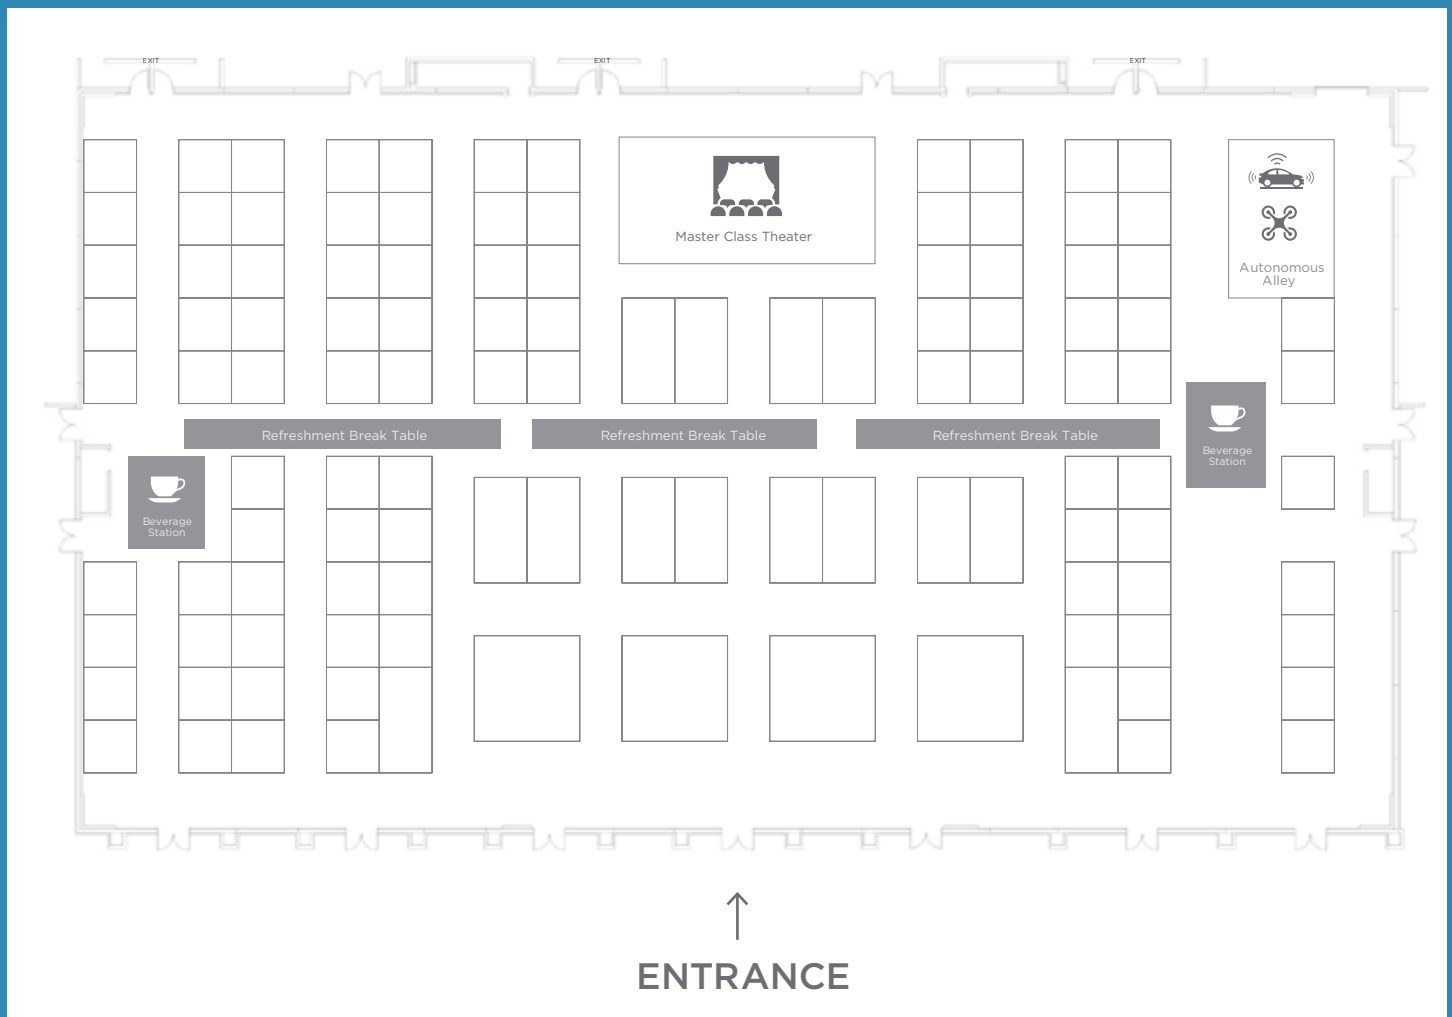 EXIT
EXIT
EXIT
Master Class Theater
Autonomous
Alley
Refreshment Break Table
Refreshment Break Table
Refreshment Break Table
Beverage
Station
Beverage
Station
ENTRANCE